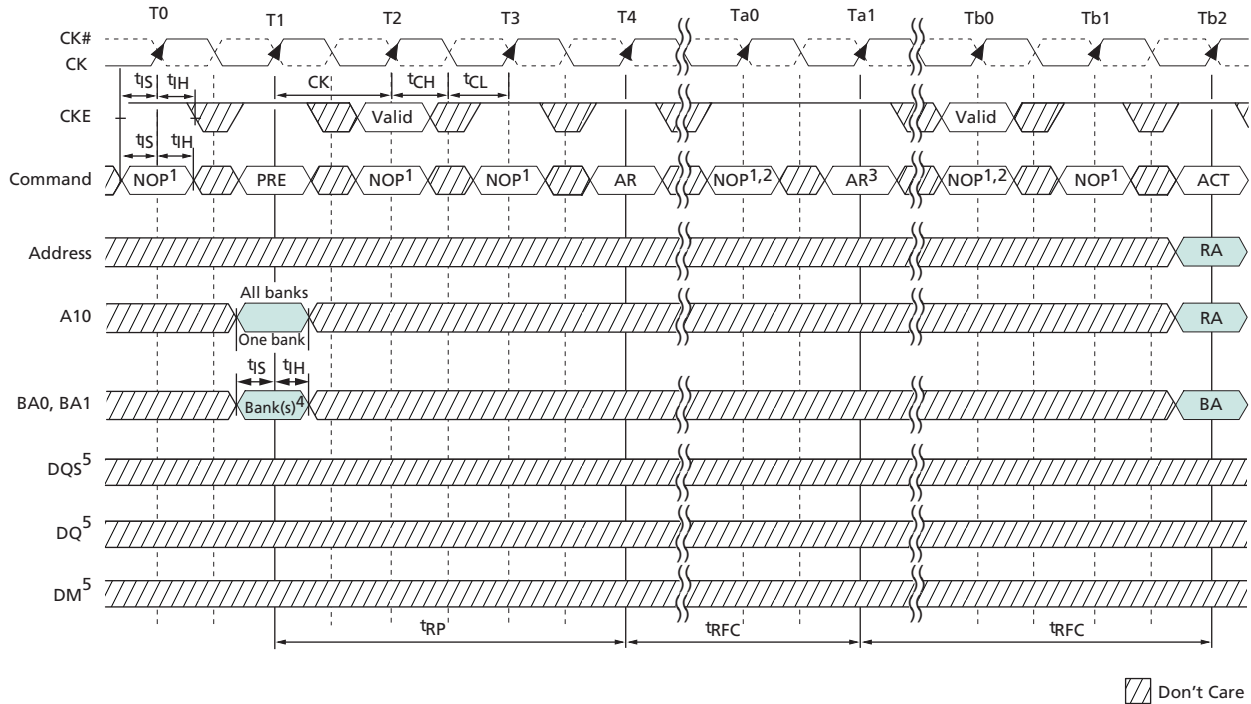 T0 T1 T2 T3 T4 Ta0 Ta1 Tb0 Tb1 Tb2
CK#
CK
tIS tIH CK tCH tCL
CKE Valid Valid
tIS tIH
Command NOP1 PRE NOP1 NOP1 AR NOP1,2 AR3 NOP1,2 NOP1 ACT
Address RA
All banks
A10 RA
One bank
tIS tIH
BA0, BA1 Bank(s)4 BA
DQS5
DQ5
DM5
tRP tRFC tRFC
Don't Care